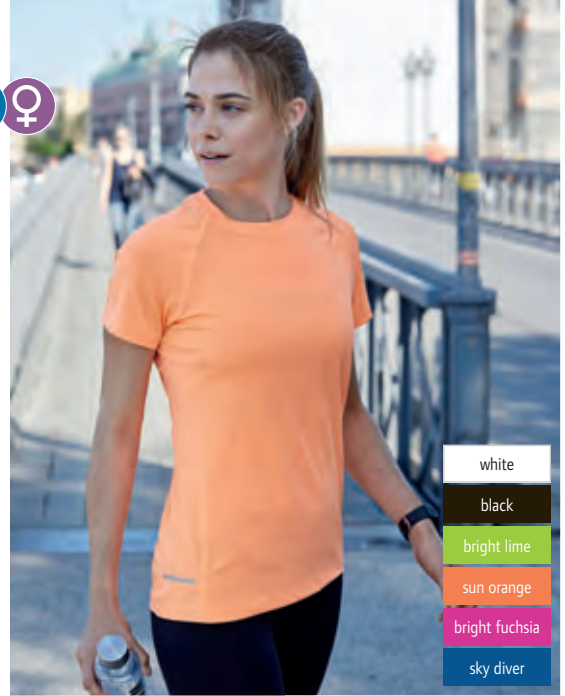 white
black
bright lime
sun orange
bright fuchsia
sky diver